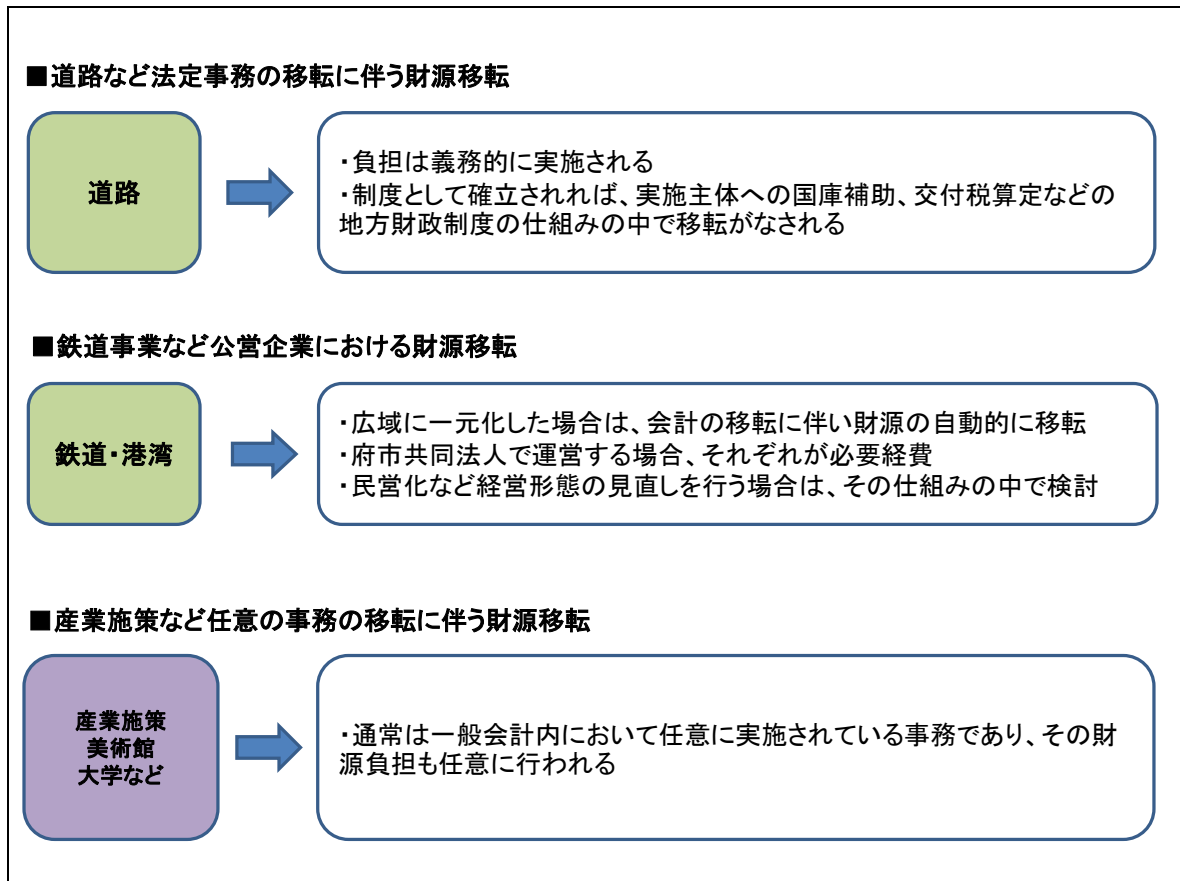 ■道路など法定事務の移転に伴う財源移転
道路
・負担は義務的に実施される
・制度として確立されれば、実施主体への国庫補助、交付税算定などの
地方財政制度の仕組みの中で移転がなされる
■鉄道事業など公営企業における財源移転
鉄道・港湾
・広域に一元化した場合は、会計の移転に伴い財源の自動的に移転
・府市共同法人で運営する場合、それぞれが必要経費
・民営化など経営形態の見直しを行う場合は、その仕組みの中で検討
■産業施策など任意の事務の移転に伴う財源移転
産業施策
美術館
大学など
・通常は一般会計内において任意に実施されている事務であり、その財
源負担も任意に行われる